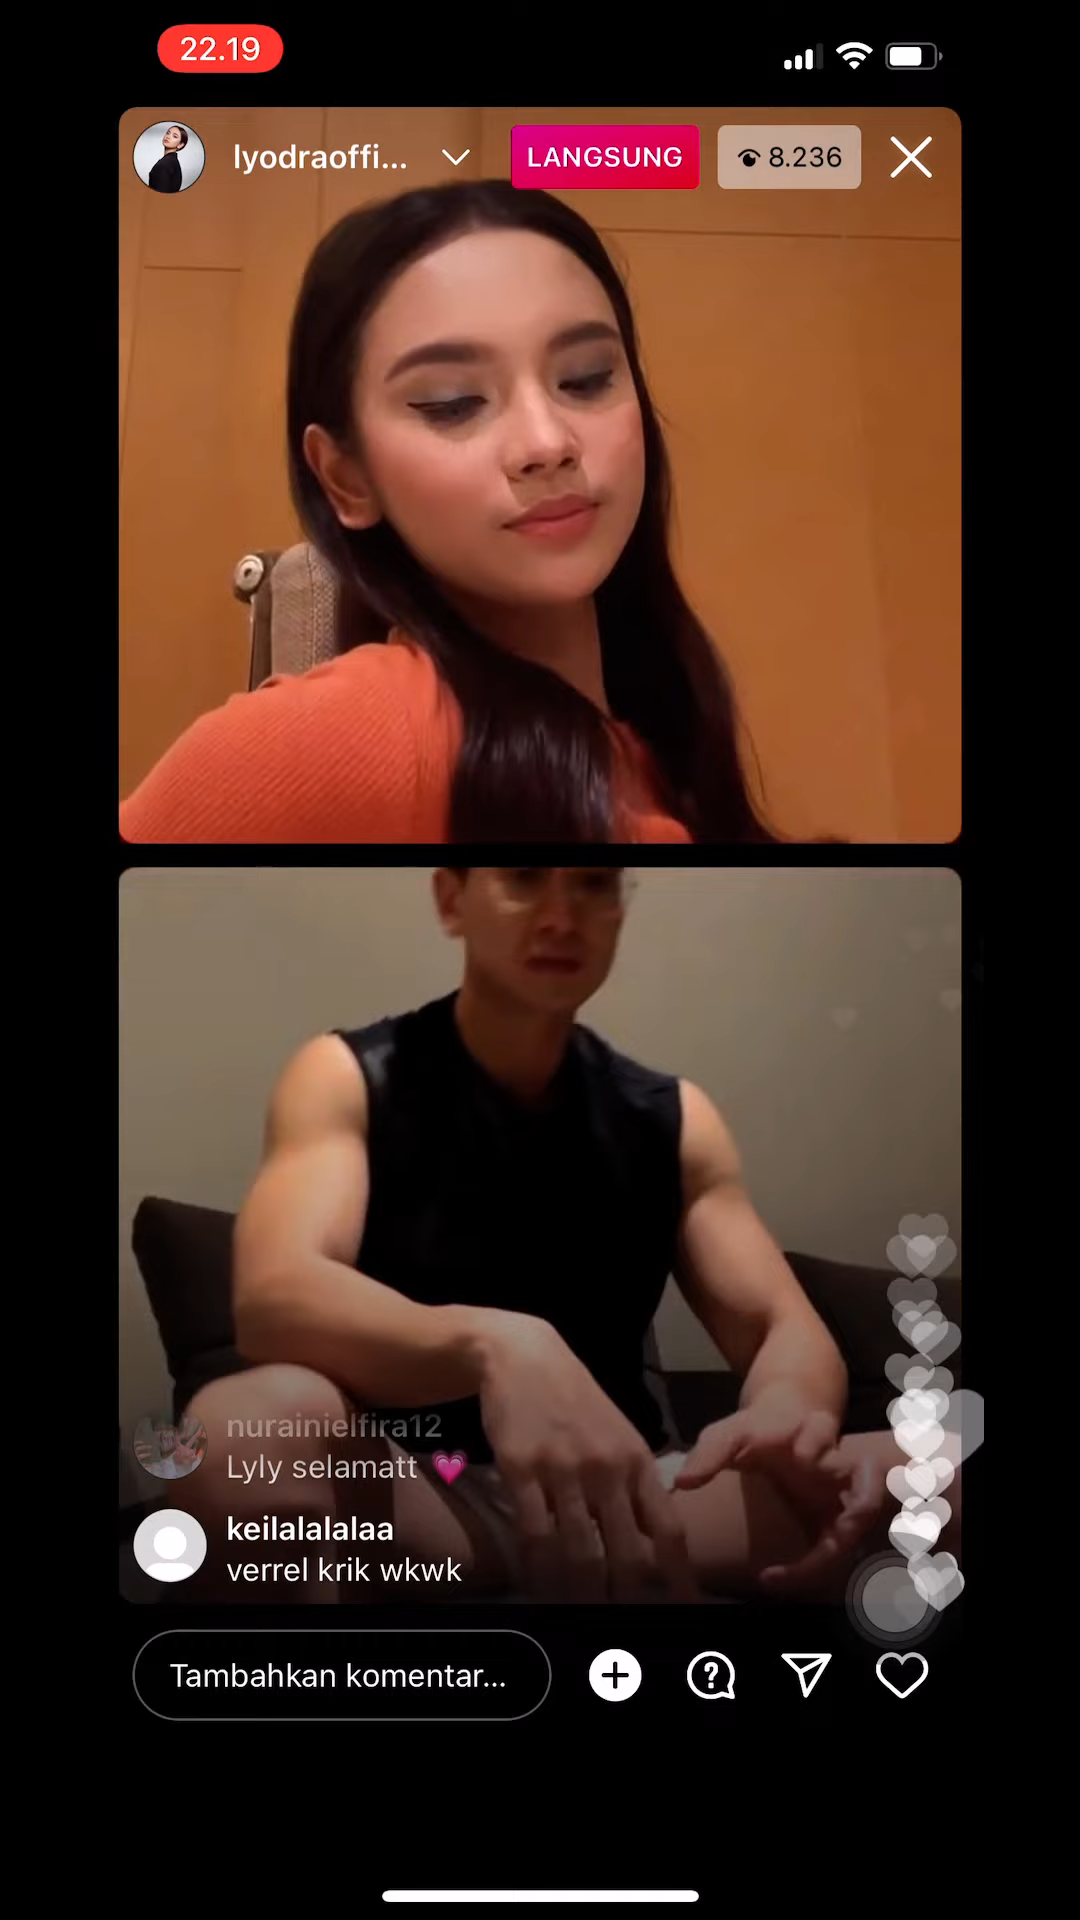 22.19
lyodraoffi...
LANGSUNG
8.236
nurainielfira12
Lyly selamatt
keilalalalaa
verrel krik wkwk
Tambahkan komentar...